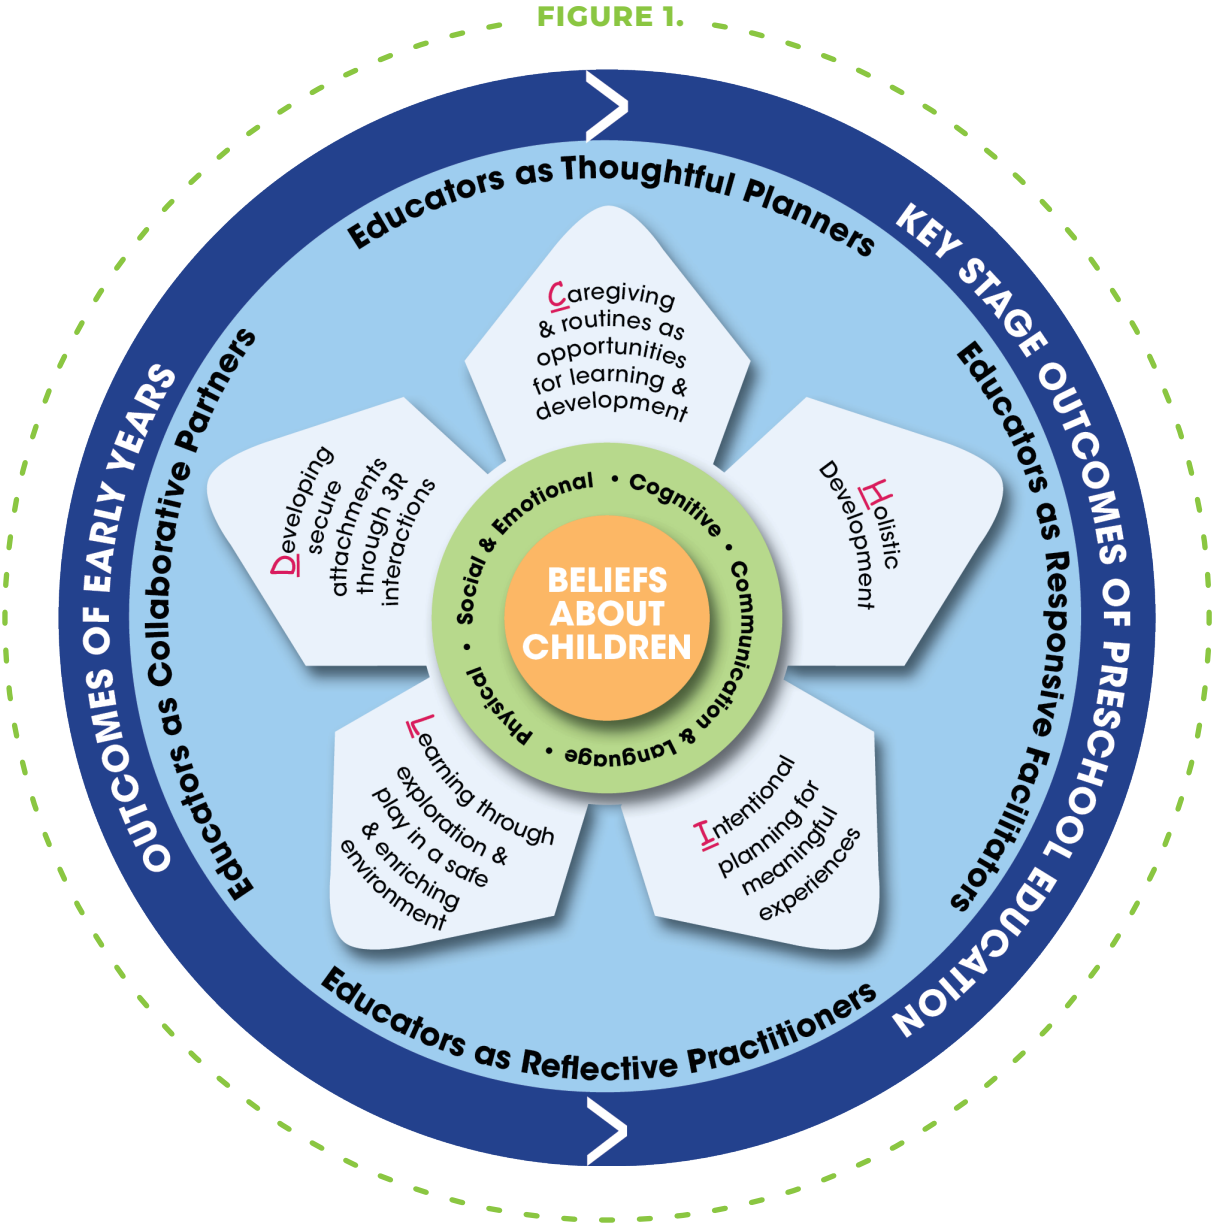 FIGURE 1.
OUTCOMES OF EARLY YEARS
KEY STAGE OUTCOMES OF PRESCHOOL EDUCATION
Educators as Thoughtful Planners
Educators as Responsive Facilitators
Educators as Reflective Practitioners
Educators as Collaborative Partners
Caregiving
& routines as
opportunities
for learning &
development
Holistic
Development
Intentional
planning for
meaningful
experiences
Learning through
exploration &
play in a safe
& enriching
environment
Developing
secure
attachments
through 3R
interactions
Social & Emotional • Cognitive • Communication & Language • Physical •
BELIEFS
ABOUT
CHILDREN